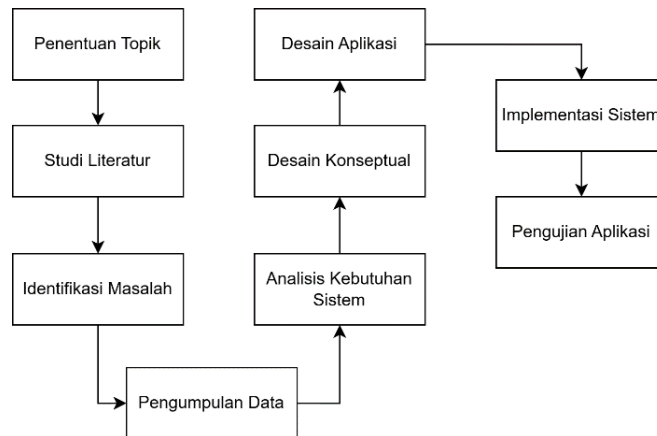 Penentuan Topik
Studi Literatur
Identifikasi Masalah
Pengumpulan Data
Analisis Kebutuhan
Sistem
Desain Konseptual
Desain Aplikasi
Implementasi Sistem
Pengujian Aplikasi